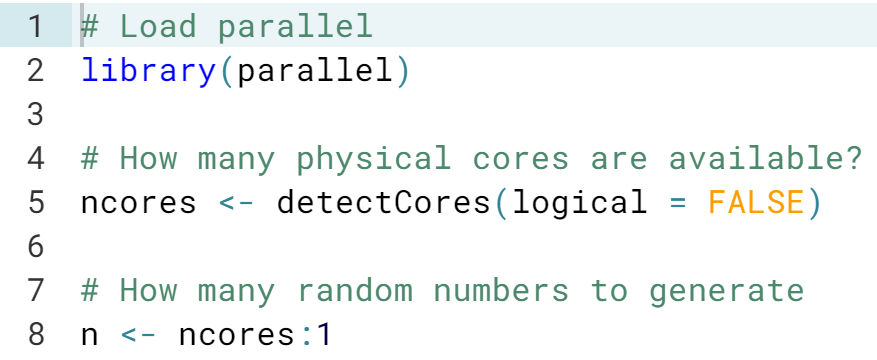 1 # Load parallel
2 library(parallel)
3
4 # How many physical cores are available?
5 ncores <- detectCores(logical = FALSE)
6
7 # How many random numbers to generate
8 n <- ncores:1